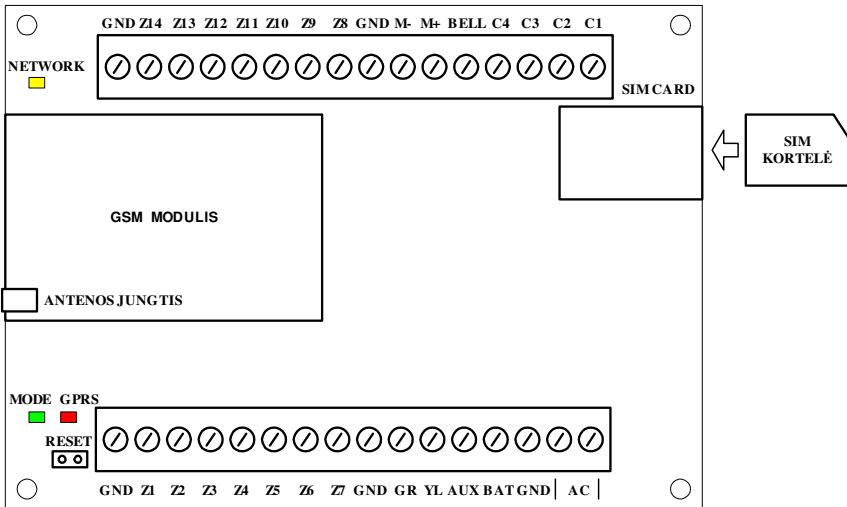 GND Z14 Z13 Z12 Z11 Z10 Z9 Z8 GND M- M+ BELL C4 C3 C2 C1
NETWORK
SIM CARD
SIM
KORTELĖ
GSM MODULIS
ANTENOS JUNGTIS
MODE GPRS
RESET
GND Z1 Z2 Z3 Z4 Z5 Z6 Z7 GND GR YL AUX BAT GND AC